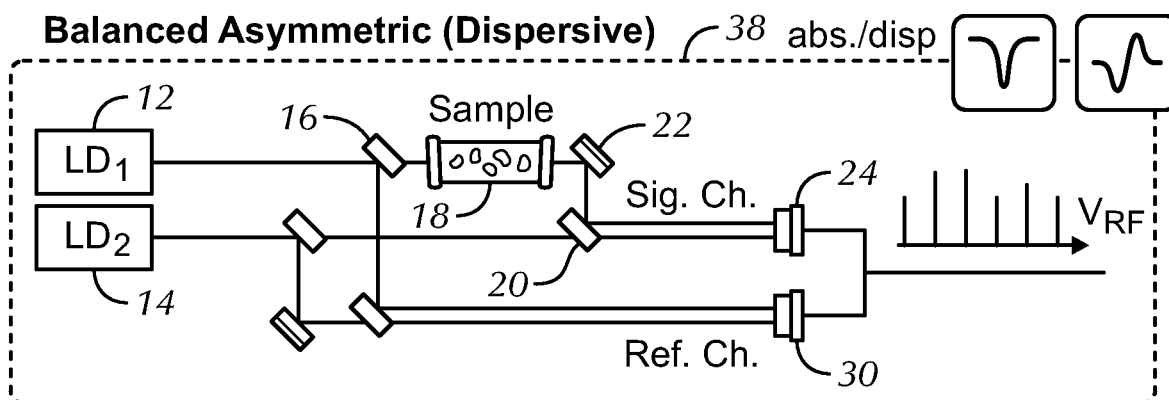 Balanced Asymmetric (Dispersive)
38
abs./disp
12
16
Sample
22
LD1
18
Sig. Ch.
24
LD2
VRF
14
20
Ref. Ch.
30